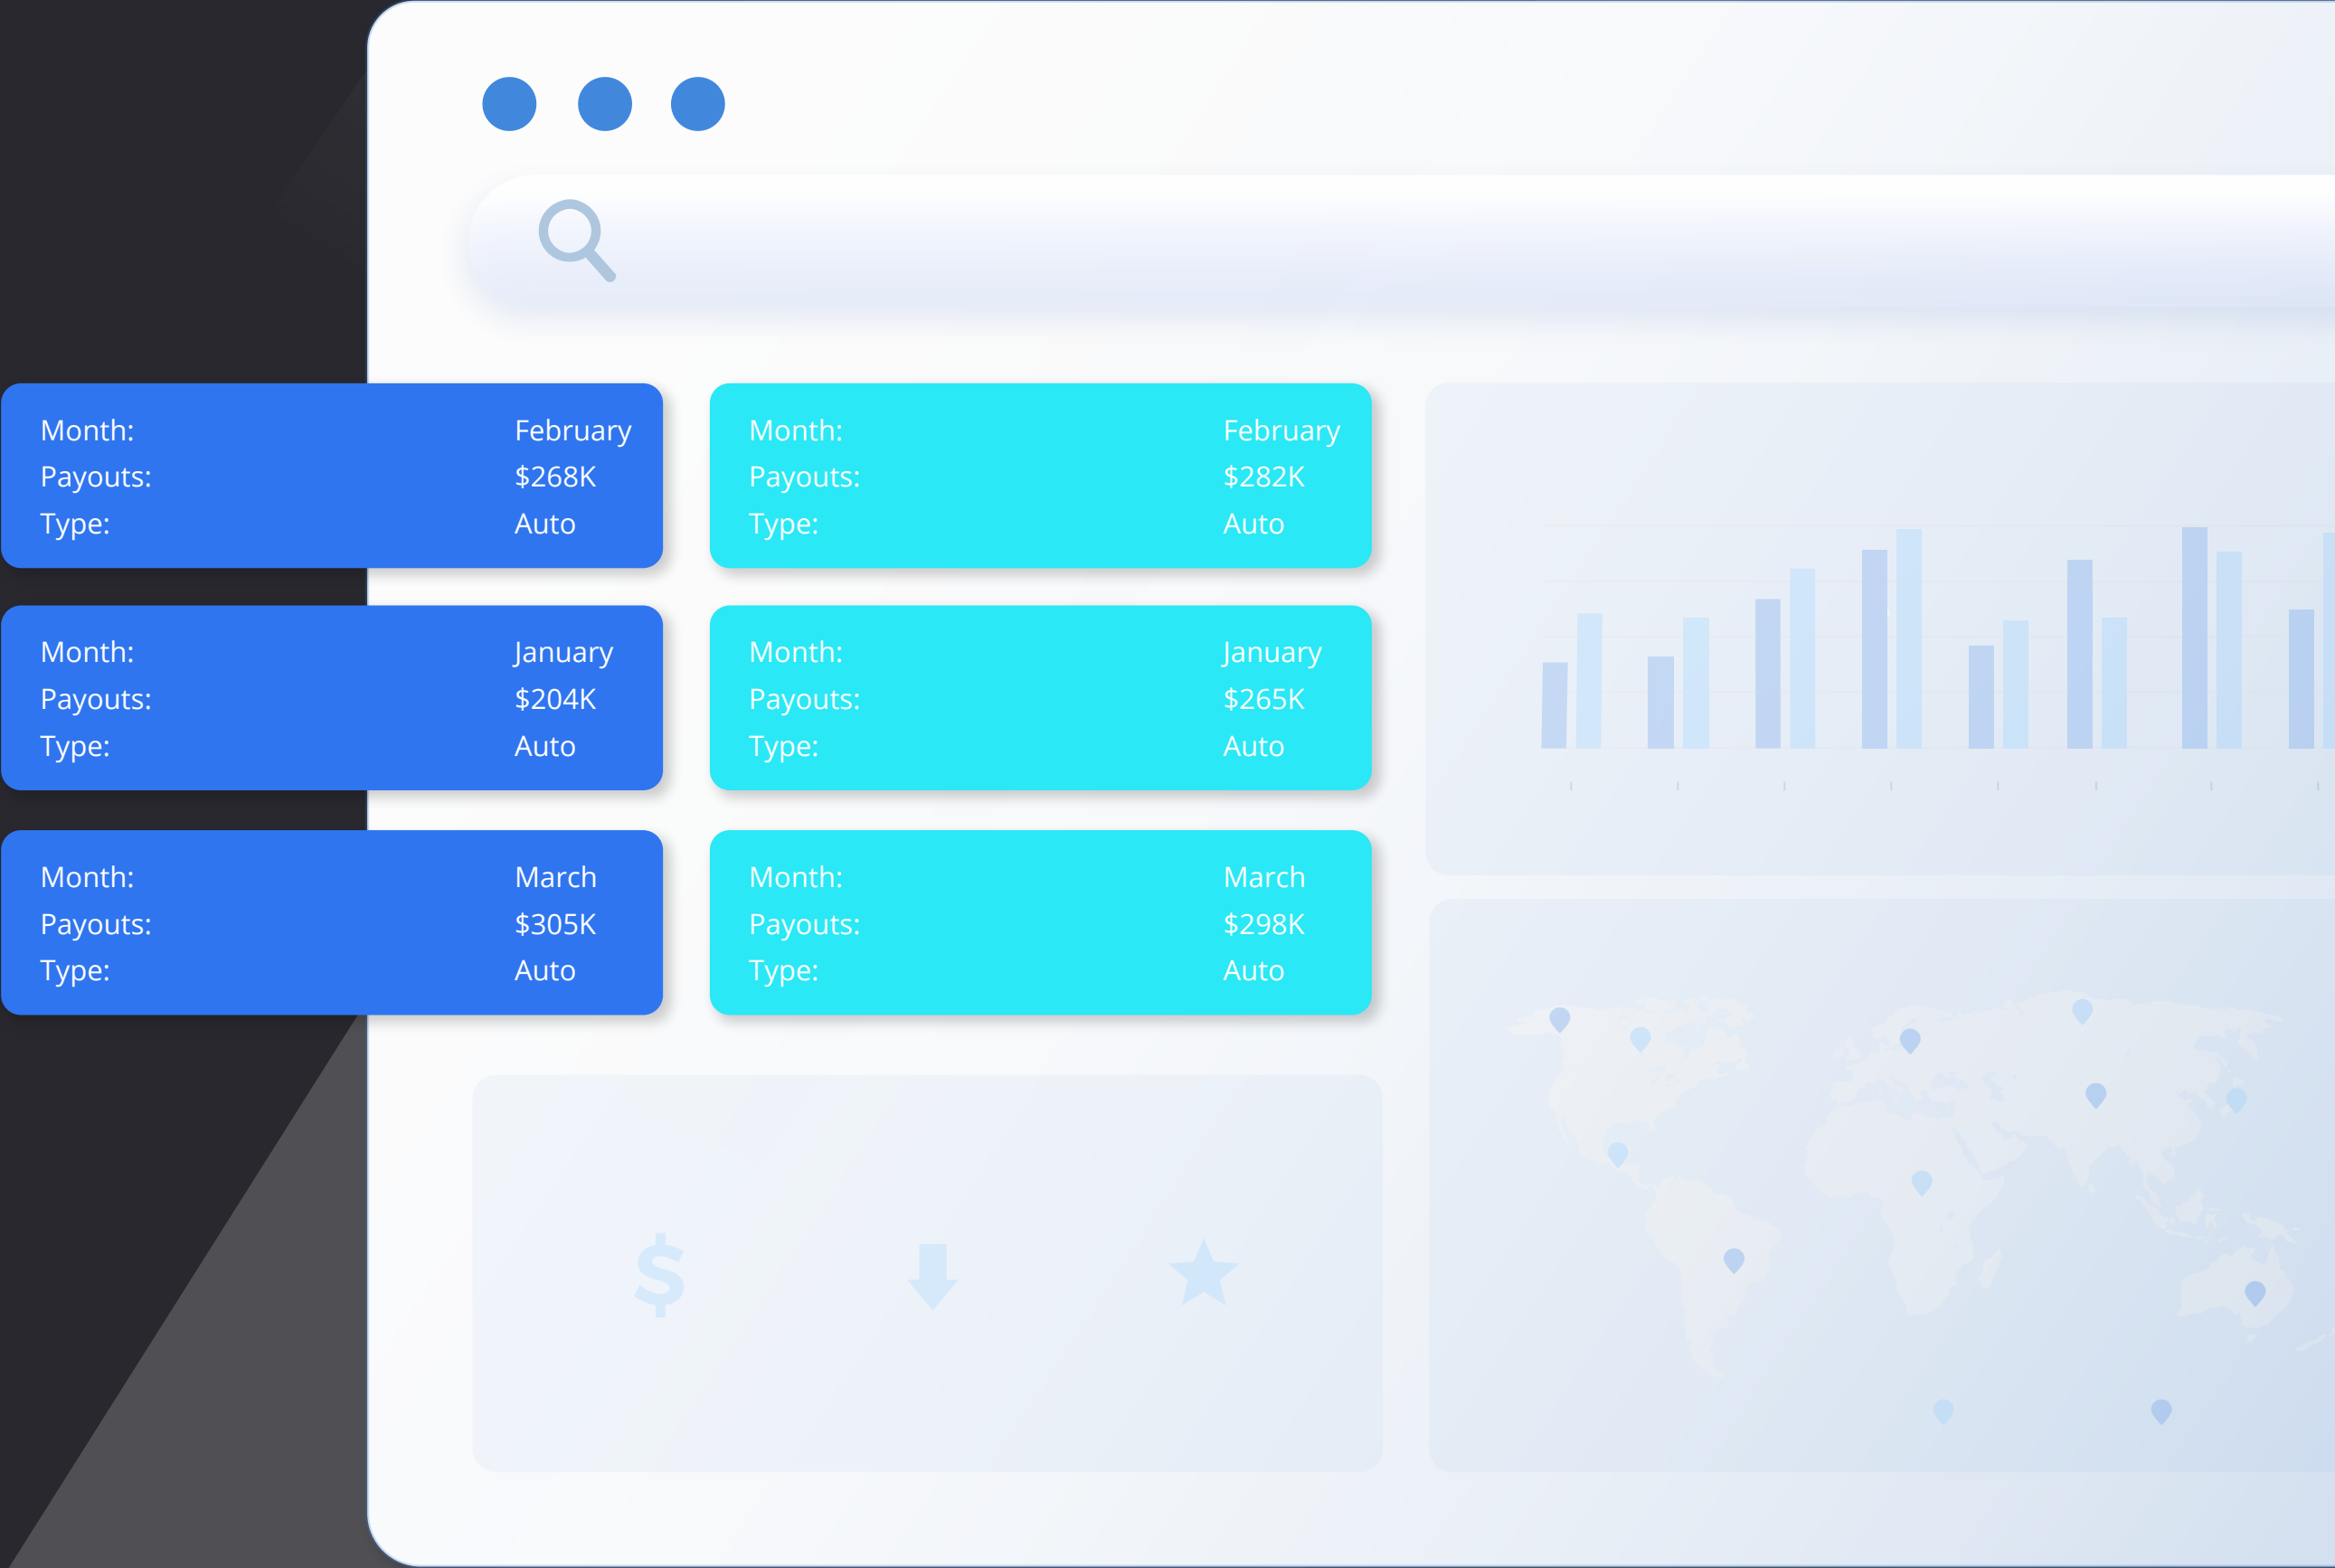 Month: February
Payouts: $268K
Type: Auto
Month: February
Payouts: $282K
Type: Auto
Month: January
Payouts: $204K
Type: Auto
Month: January
Payouts: $265K
Type: Auto
Month: March
Payouts: $305K
Type: Auto
Month: March
Payouts: $298K
Type: Auto
$